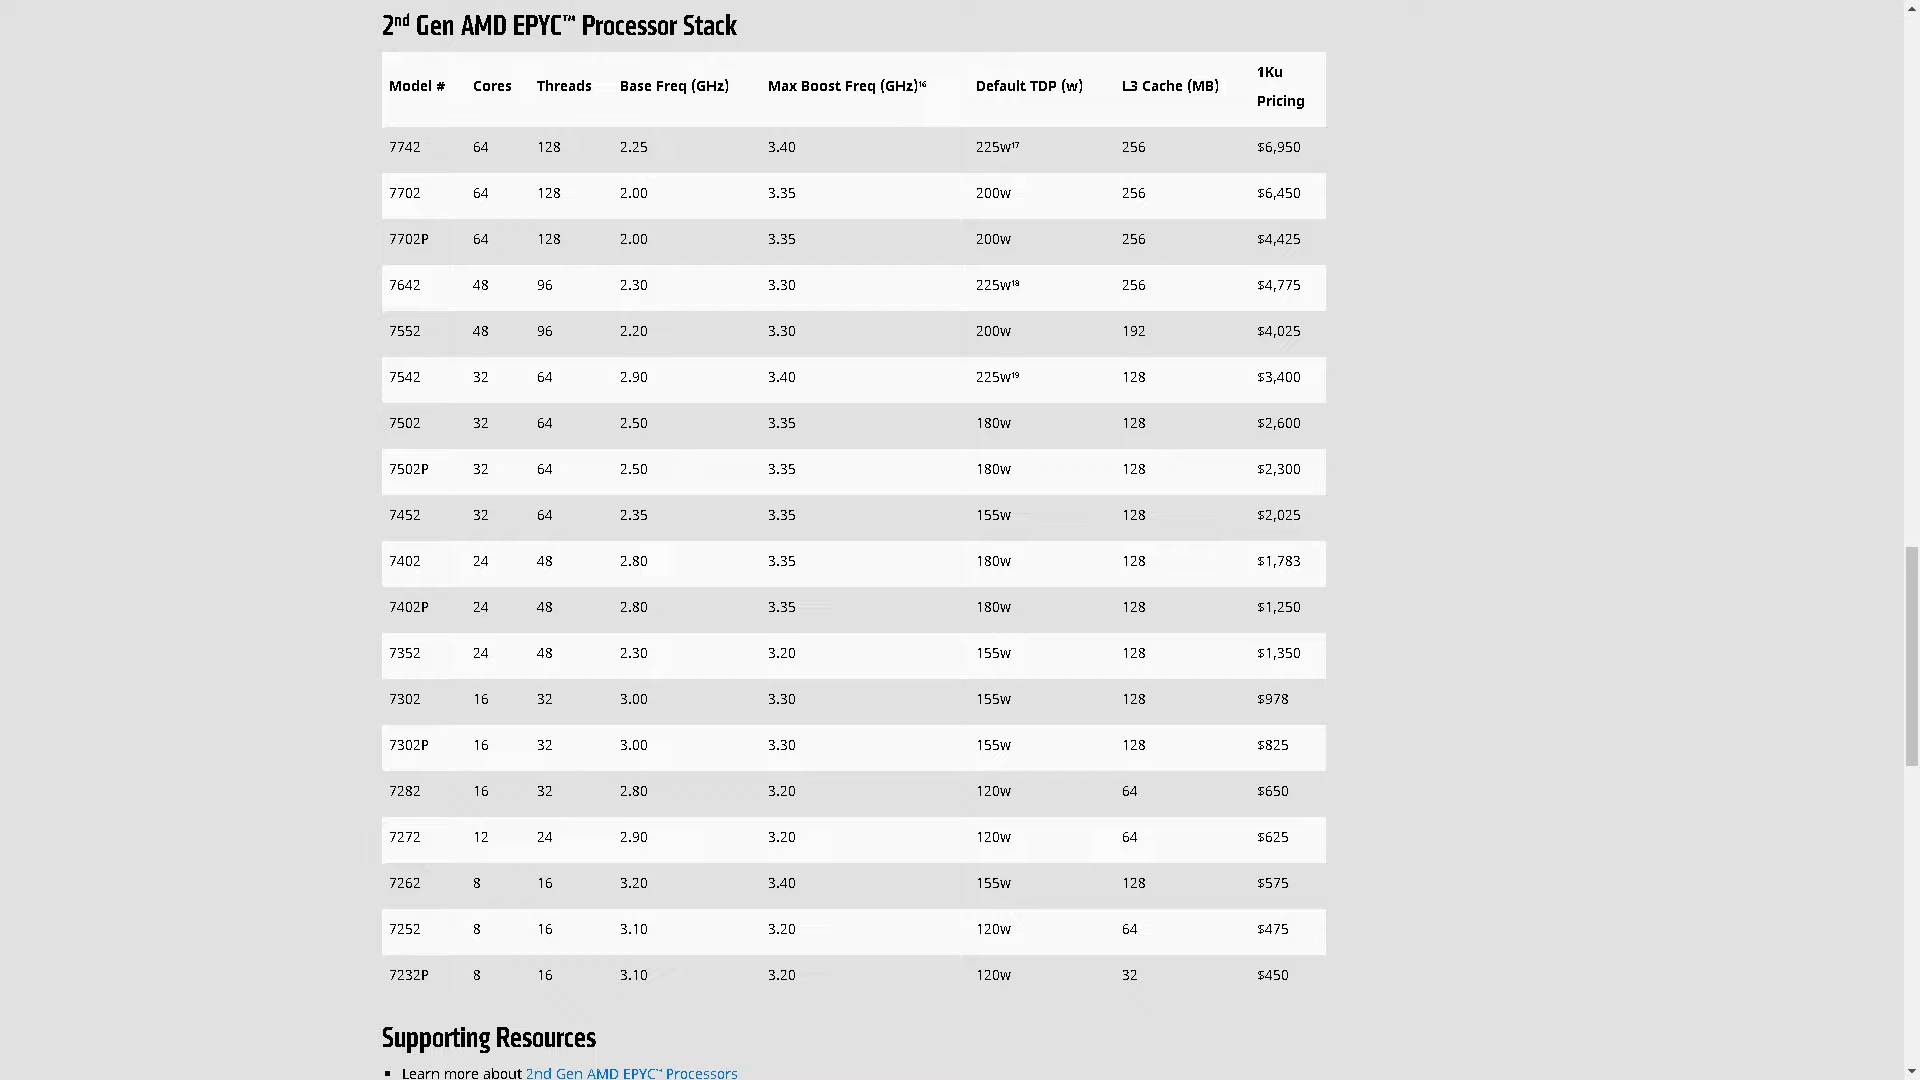 2nd Gen AMD EPYC™ Processor Stack
Model # Cores Threads Base Freq (GHz) Max Boost Freq (GHz)16 Default TDP (w) L3 Cache (MB) 1Ku Pricing
7742 64 128 2.25 3.40 225w17 256 $6,950
7702 64 128 2.00 3.35 200w 256 $6,450
7702P 64 128 2.00 3.35 200w 256 $4,425
7642 48 96 2.30 3.30 225w18 256 $4,775
7552 48 96 2.20 3.30 200w 192 $4,025
7542 32 64 2.90 3.40 225w19 128 $3,400
7502 32 64 2.50 3.35 180w 128 $2,600
7502P 32 64 2.50 3.35 180w 128 $2,300
7452 32 64 2.35 3.35 155w 128 $2,025
7402 24 48 2.80 3.35 180w 128 $1,783
7402P 24 48 2.80 3.35 180w 128 $1,250
7352 24 48 2.30 3.20 155w 128 $1,350
7302 16 32 3.00 3.30 155w 128 $978
7302P 16 32 3.00 3.30 155w 128 $825
7282 16 32 2.80 3.20 120w 64 $650
7272 12 24 2.90 3.20 120w 64 $625
7262 8 16 3.20 3.40 155w 128 $575
7252 8 16 3.10 3.20 120w 64 $475
7232P 8 16 3.10 3.20 120w 32 $450
Supporting Resources
▪ Learn more about 2nd Gen AMD EPYC™ Processors